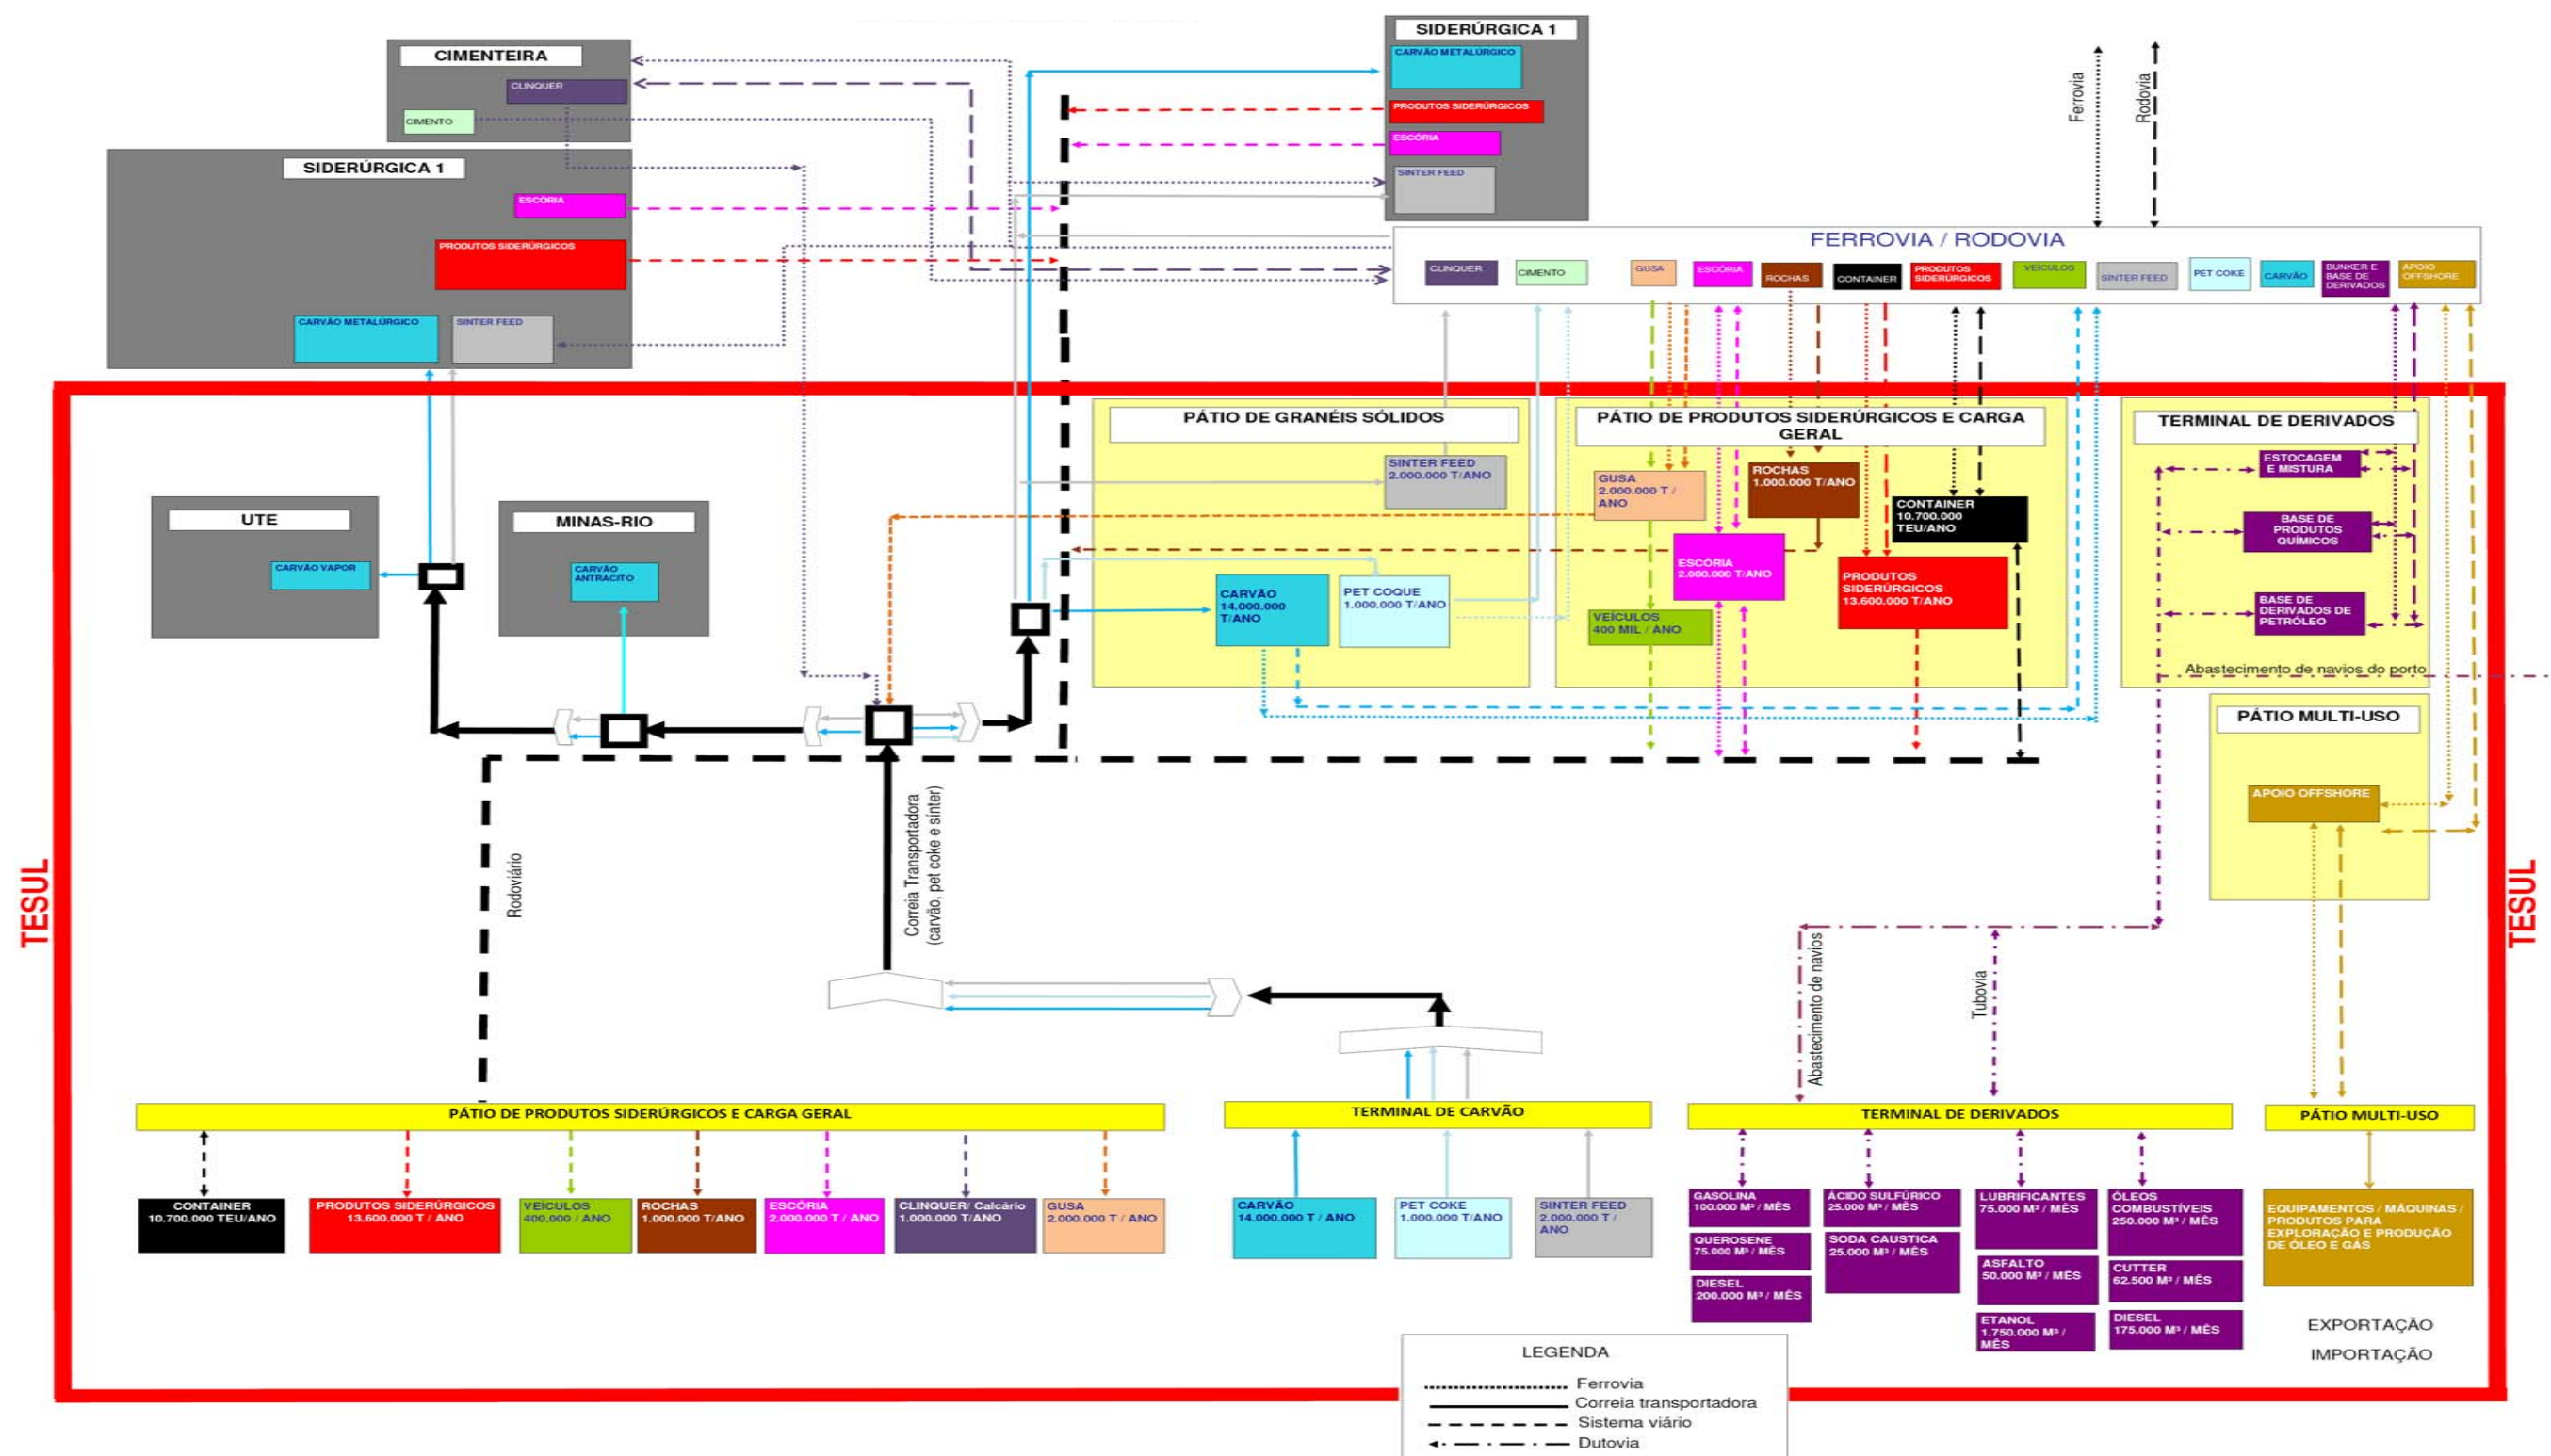 CIMENTEIRA
CLINQUER
CIMENTO
SIDERÚRGICA 1
ESCÓRIA
PRODUTOS SIDERÚRGICOS
CARVÃO METALÚRGICO
SINTER FEED
SIDERÚRGICA 1
CARVÃO METALÚRGICO
PRODUTOS SIDERÚRGICOS
ESCÓRIA
SINTER FEED
Ferrovia
Rodovia
FERROVIA / RODOVIA
CLINQUER
CIMENTO
GUSA
ESCÓRIA
ROCHAS
CONTAINER
PRODUTOS
SIDERÚRGICOS
VEÍCULOS
SINTER FEED
PET COKE
CARVÃO
BUNKER E
BASE DE
DERIVADOS
APOIO
OFFSHORE
TESUL
UTE
CARVÃO VAPOR
MINAS-RIO
CARVÃO
ANTRACITO
PÁTIO DE GRANÉIS SÓLIDOS
SINTER FEED
2.000.000 T/ANO
CARVÃO
14.000.000
T/ANO
PET COQUE
1.000.000 T/ANO
PÁTIO DE PRODUTOS SIDERÚRGICOS E CARGA
GERAL
GUSA
2.000.000 T /
ANO
ROCHAS
1.000.000 T/ANO
CONTAINER
10.700.000
TEU/ANO
ESCÓRIA
2.000.000 T/ANO
PRODUTOS
SIDERÚRGICOS
13.600.000 T/ANO
VEÍCULOS
400 MIL / ANO
TERMINAL DE DERIVADOS
ESTOCAGEM
E MISTURA
BASE DE
PRODUTOS
QUÍMICOS
BASE DE
DERIVADOS DE
PETRÓLEO
Abastecimento de navios do porto
PÁTIO MULTI-USO
APOIO OFFSHORE
TESUL
Rodoviário
Correia Transportadora
(carvão, pet coke e sinter)
Abastecimento de navios
Tubovia
PÁTIO DE PRODUTOS SIDERÚRGICOS E CARGA GERAL
CONTAINER
10.700.000 TEU/ANO
PRODUTOS SIDERÚRGICOS
13.600.000 T / ANO
VEÍCULOS
400.000 / ANO
ROCHAS
1.000.000 T/ANO
ESCÓRIA
2.000.000 T / ANO
CLINQUER/ Calcário
1.000.000 T/ANO
GUSA
2.000.000 T / ANO
TERMINAL DE CARVÃO
CARVÃO
14.000.000 T / ANO
PET COKE
1.000.000 T/ANO
SINTER FEED
2.000.000 T /
ANO
TERMINAL DE DERIVADOS
GASOLINA
100.000 M³ / MÊS
QUEROSENE
75.000 M³ / MÊS
DIESEL
200.000 M³ / MÊS
ÁCIDO SULFÚRICO
25.000 M³ / MÊS
SODA CAUSTICA
25.000 M³ / MÊS
LUBRIFICANTES
75.000 M³ / MÊS
ASFALTO
50.000 M³ / MÊS
ETANOL
1.750.000 M³ /
MÊS
ÓLEOS
COMBUSTÍVEIS
250.000 M³ / MÊS
CUTTER
62.500 M³ / MÊS
DIESEL
175.000 M³ / MÊS
PÁTIO MULTI-USO
EQUIPAMENTOS / MÁQUINAS /
PRODUTOS PARA
EXPLORAÇÃO E PRODUÇÃO
DE ÓLEO E GÁS
EXPORTAÇÃO
IMPORTAÇÃO
LEGENDA
Ferrovia
Correia transportadora
Sistema viário
Dutovia